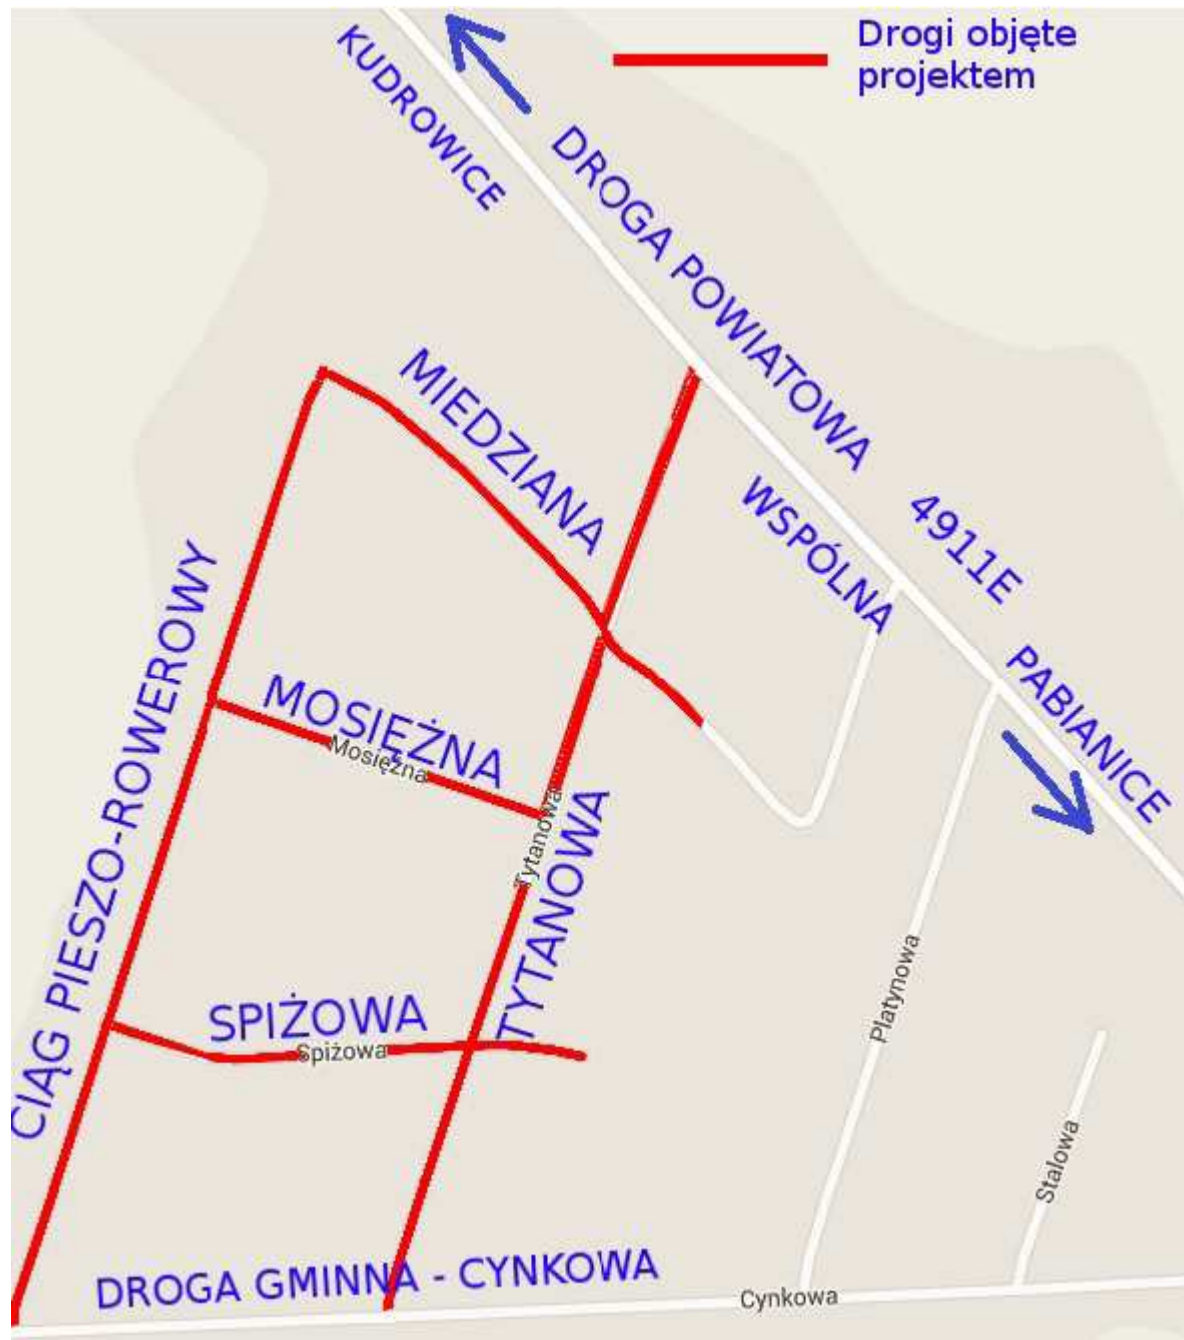 Drogi objęte
projektem
KUDROWICE
DROGA POWIATOWA 4911E
MIEDZIANA
WSPÓLNA
PABIANICE
CIĄG PIESZO-ROWEROWY
MOSIĘŻNA
Mosiężna
Tytanowa
TYTANOWA
SPIŻOWA
Spiżowa
Platynowa
Stalowa
DROGA GMINNA - CYNKOWA
Cynkowa